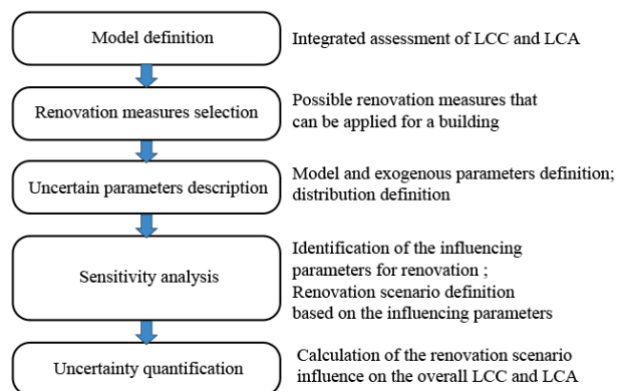 Model definition
Integrated assessment of LCC and LCA
Renovation measures selection
Possible renovation measures that
can be applied for a building
Uncertain parameters description
Model and exogenous parameters definition;
distribution definition
Sensitivity analysis
Identification of the influencing
parameters for renovation ;
Renovation scenario definition
based on the influencing parameters
Uncertainty quantification
Calculation of the renovation scenario
influence on the overall LCC and LCA